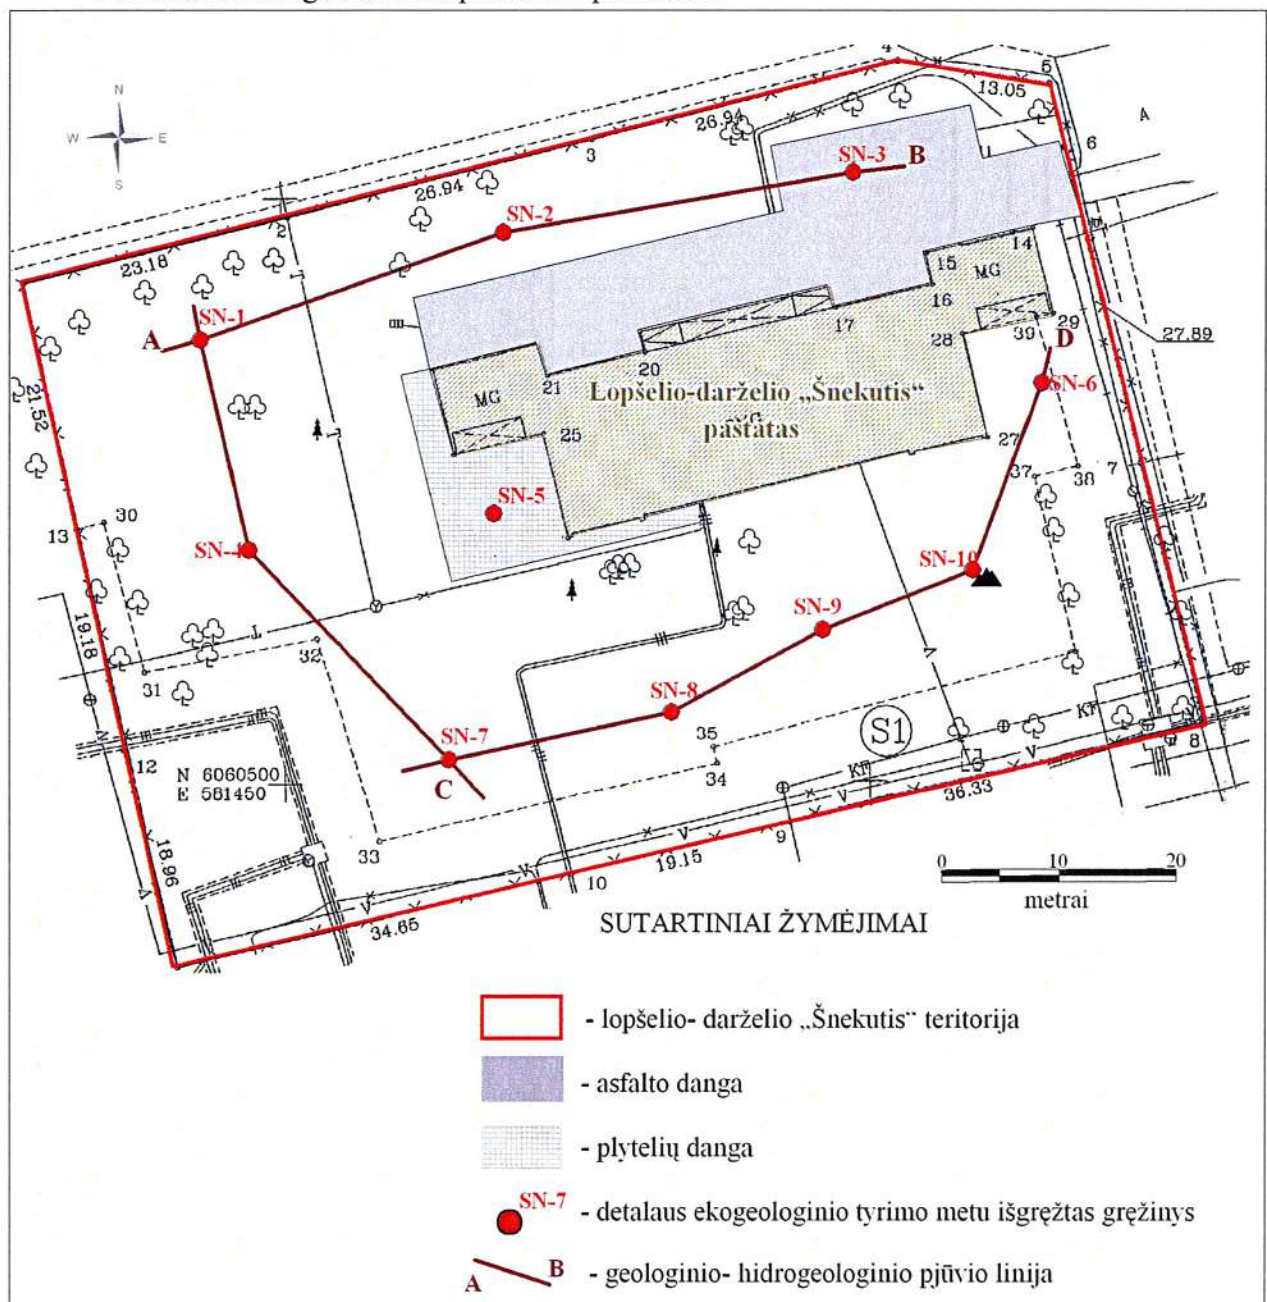 N
W E
S
4
5
13.05
6
A
26.94
3
26.94
2
23.18
SN-3
B
SN-2
SN-1
A
14
15
MG
16
39
29
27.89
17
28
D
20
21
MG
25
Lopšelio-darželio „Šnekutis“
pastatas
SN-6
27
37
38
7
21.52
SN-5
13
30
SN-4
SN-10
SN-9
T
19.18
32
31
SN-8
SN-7
35
34
S1
KF
KF
8
V
12
N 6060500
E 581450
C
V
V
36.33
33
9
18.96
V
19.15
10
V
34.65
0 10 20
metrai
SUTARTINIAI ŽYMĖJIMAI
- lopšelio- darželio „Šnekutis“ teritorija
- asfalto danga
- plytelių danga
SN-7 - detalaus ekogeologinio tyrimo metu išgręžtas gręžinys
A B - geologinio- hidrogeologinio pjūvio linija